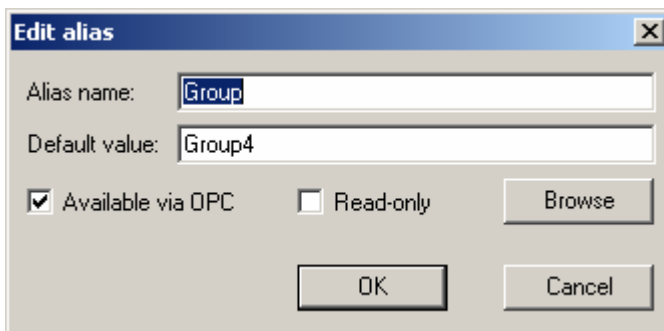 Edit alias
Alias name: Group
Default value: Group4
Available via OPC Read-only Browse
OK Cancel